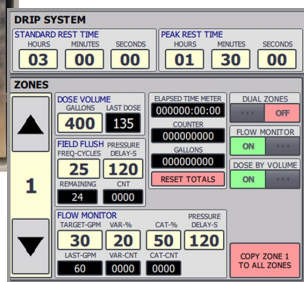 DRIP SYSTEM
STANDARD REST TIME PEAK REST TIME
HOURS MINUTES SECONDS HOURS MINUTES SECONDS
03 00 00 01 30 00
ZONES
DOSE VOLUME ELAPSED TIME METER DUAL ZONES
GALLONS LAST DOSE 000000:00:00 OFF
400 135 COUNTER FLOW MONITOR
FIELD FLUSH PRESSURE 000000000 ON
FREQ-CYCLES DELAY-S GALLONS DOSE BY VOLUME
25 120 000000000 ON
1 REMAINING CNT RESET TOTALS
24 0000
FLOW MONITOR PRESSURE
TARGET-GPM VAR-% CAT-% DELAY-S
30 20 50 120
LAST-GPM VAR-CNT CAT-CNT COPY ZONE 1
60 0000 0000 TO ALL ZONES